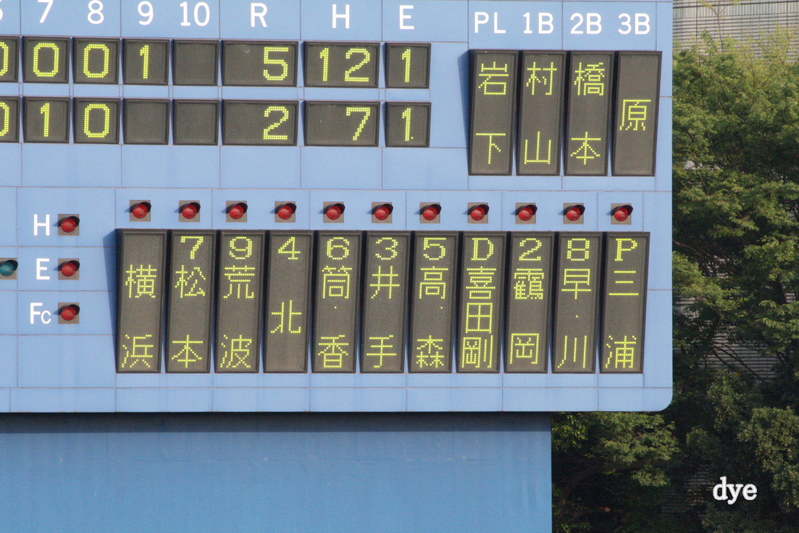 7 8 9 10 R H E PL 1B 2B 3B
0 0 1 5 12 1
0 1 0 2 7 1
岩下 村山 橋本 原
H
E
Fc
横浜
7 松本
9 荒波
4 北
6 筒香
3 井手
5 高森
D 喜田剛
2 鶴岡
8 早川
P 三浦
dye